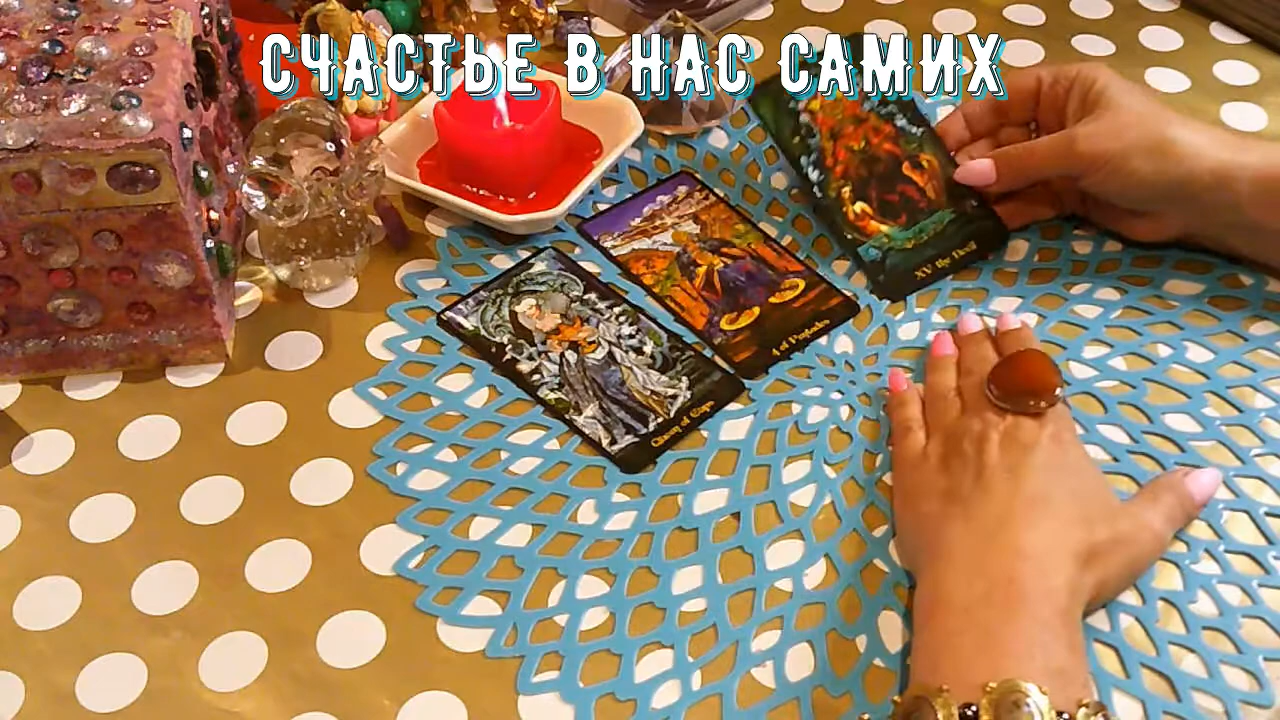 СЧАСТЬЕ В НАС САМИХ
XV the Devil
4 of Pentacles
Queen of Cups